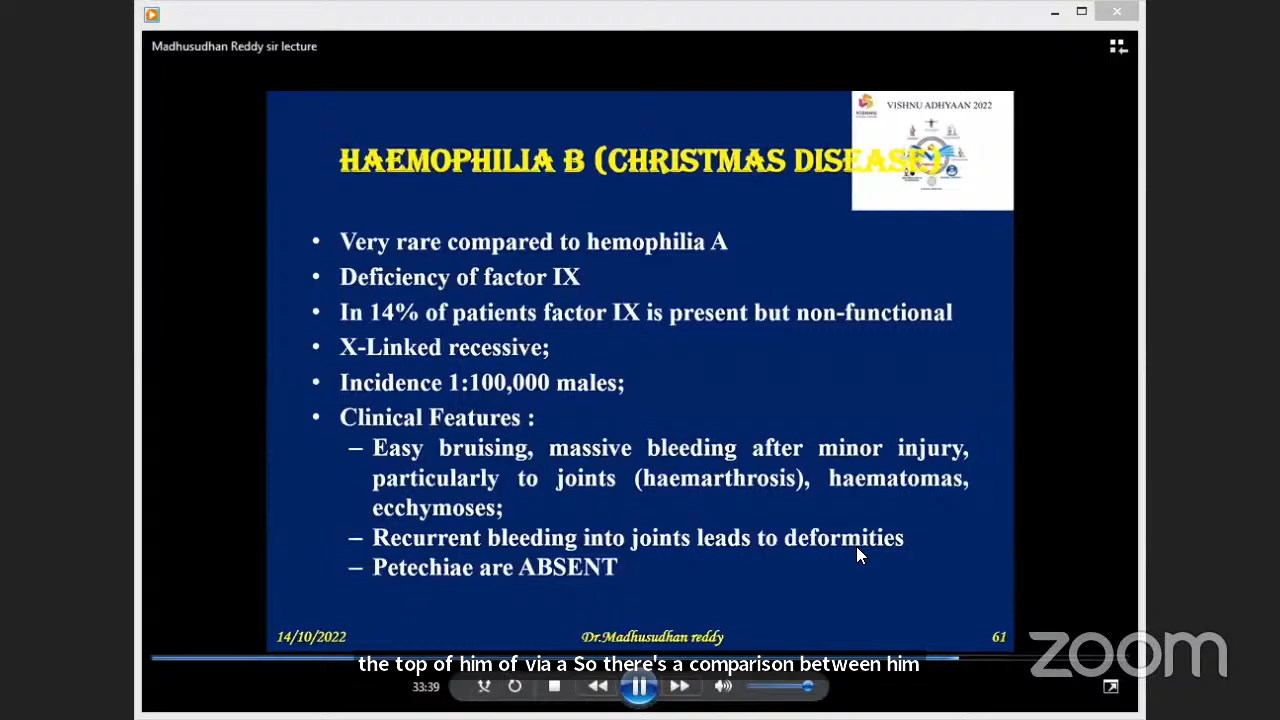 Madhusudhan Reddy sir lecture
VISHNU ADHYAAN 2022
HAEMOPHILIA B (CHRISTMAS DISEASE)
• Very rare compared to hemophilia A
• Deficiency of factor IX
• In 14% of patients factor IX is present but non-functional
• X-Linked recessive;
• Incidence 1:100,000 males;
• Clinical Features :
– Easy bruising, massive bleeding after minor injury,
particularly to joints (haemarthrosis), haematomas,
ecchymoses;
– Recurrent bleeding into joints leads to deformities
– Petechiae are ABSENT
14/10/2022 Dr.Madhusudhan reddy 61
the top of him of via a So there's a comparison between him
33:39
zoom